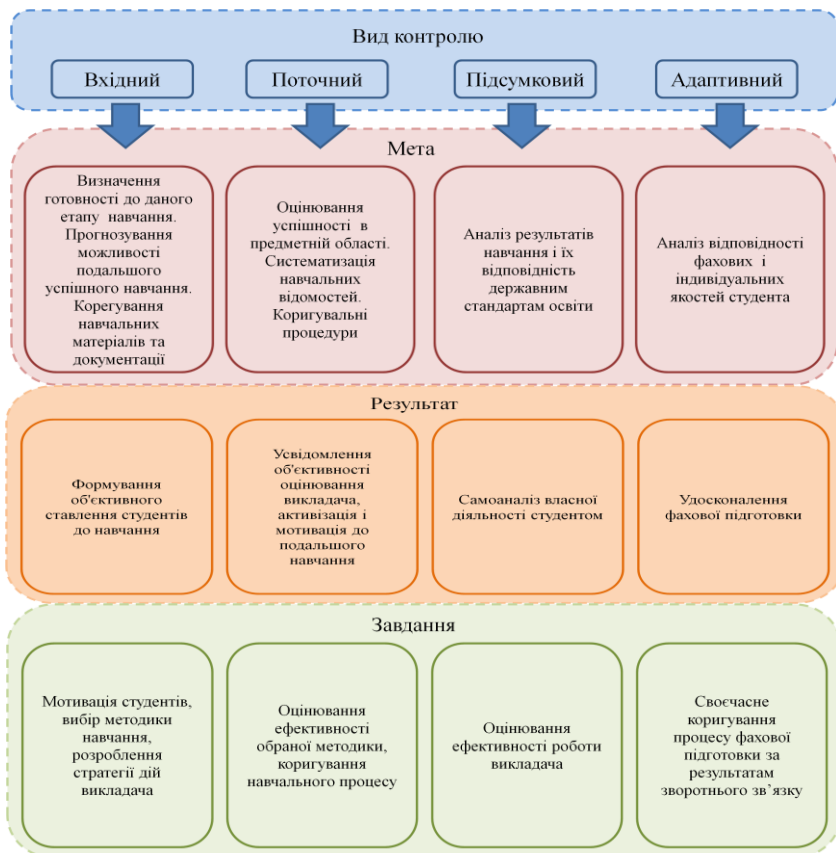 Вид контролю
Вхідний
Поточний
Підсумковий
Адаптивний
Мета
Визначення
готовності до даного
етапу навчання.
Прогнозування
можливості
подальшого
успішного навчання.
Корегування
навчальних
матеріалів та
документації
Оцінювання
успішності в
предметній області.
Систематизація
навчальних
відомостей.
Коригувальні
процедури
Аналіз результатів
навчання і їх
відповідність
державним
стандартам освіти
Аналіз відповідності
фахових і
індивідуальних
якостей студента
Результат
Формування
об'єктивного
ставлення студентів
до навчання
Усвідомлення
об'єктивності
оцінювання
викладача,
активізація і
мотивація до
подальшого
навчання
Самоаналіз власної
діяльності студентом
Удосконалення
фахової підготовки
Завдання
Мотивація студентів,
вибір методики
навчання,
розроблення
стратегії дій
викладача
Оцінювання
ефективності
обраної методики,
коригування
навчального процесу
Оцінювання
ефективності роботи
викладача
Своєчасне
коригування
процесу фахової
підготовки за
результатам
зворотнього зв’язку